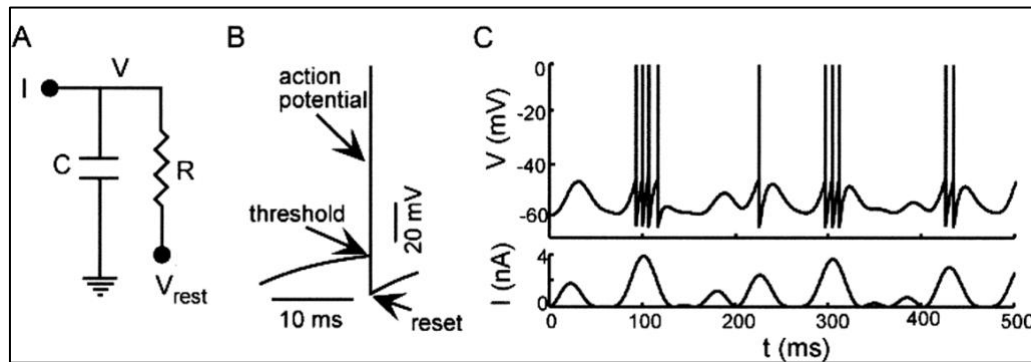 A
I
V
C
R
V_rest
B
action
potential
threshold
20 mV
10 ms
reset
C
V (mV)
0
-20
-40
-60
I (nA)
4
0
0 100 200 300 400 500
t (ms)